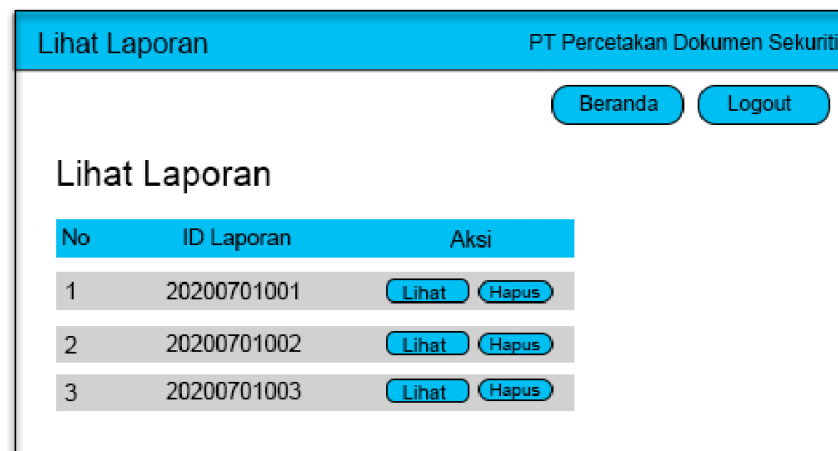 Lihat Laporan PT Percetakan Dokumen Sekuriti
Beranda Logout
Lihat Laporan
No ID Laporan Aksi
1 20200701001 Lihat Hapus
2 20200701002 Lihat Hapus
3 20200701003 Lihat Hapus